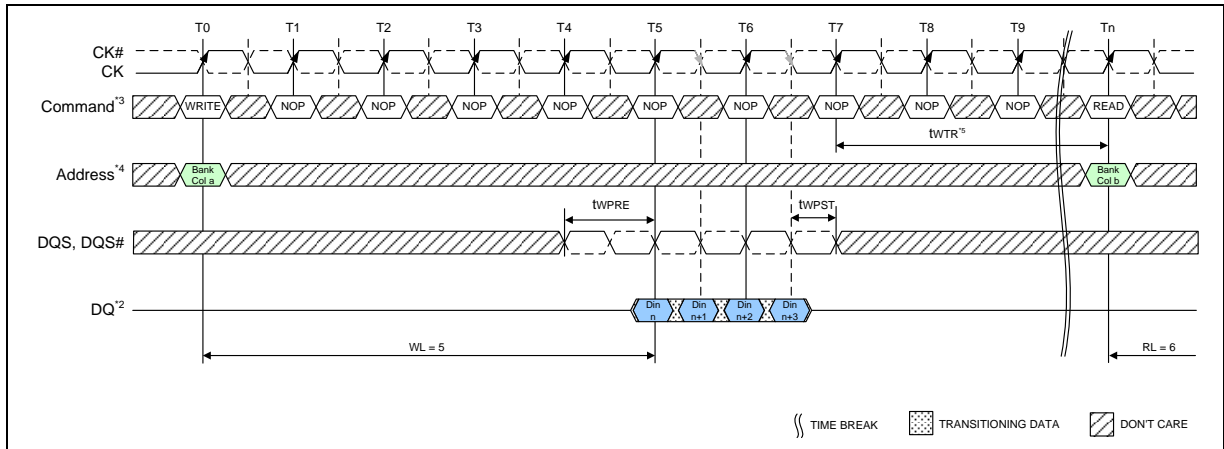 T0 T1 T2 T3 T4 T5 T6 T7 T8 T9 Tn
CK#
CK
Command*3 WRITE NOP NOP NOP NOP NOP NOP NOP NOP NOP READ
tWTR*5
Address*4 Bank Col a Bank Col b
tWPRE tWPST
DQS, DQS#
DQ*2 Din n Din n+1 Din n+2 Din n+3
WL = 5 RL = 6
TIME BREAK TRANSITIONING DATA DON'T CARE